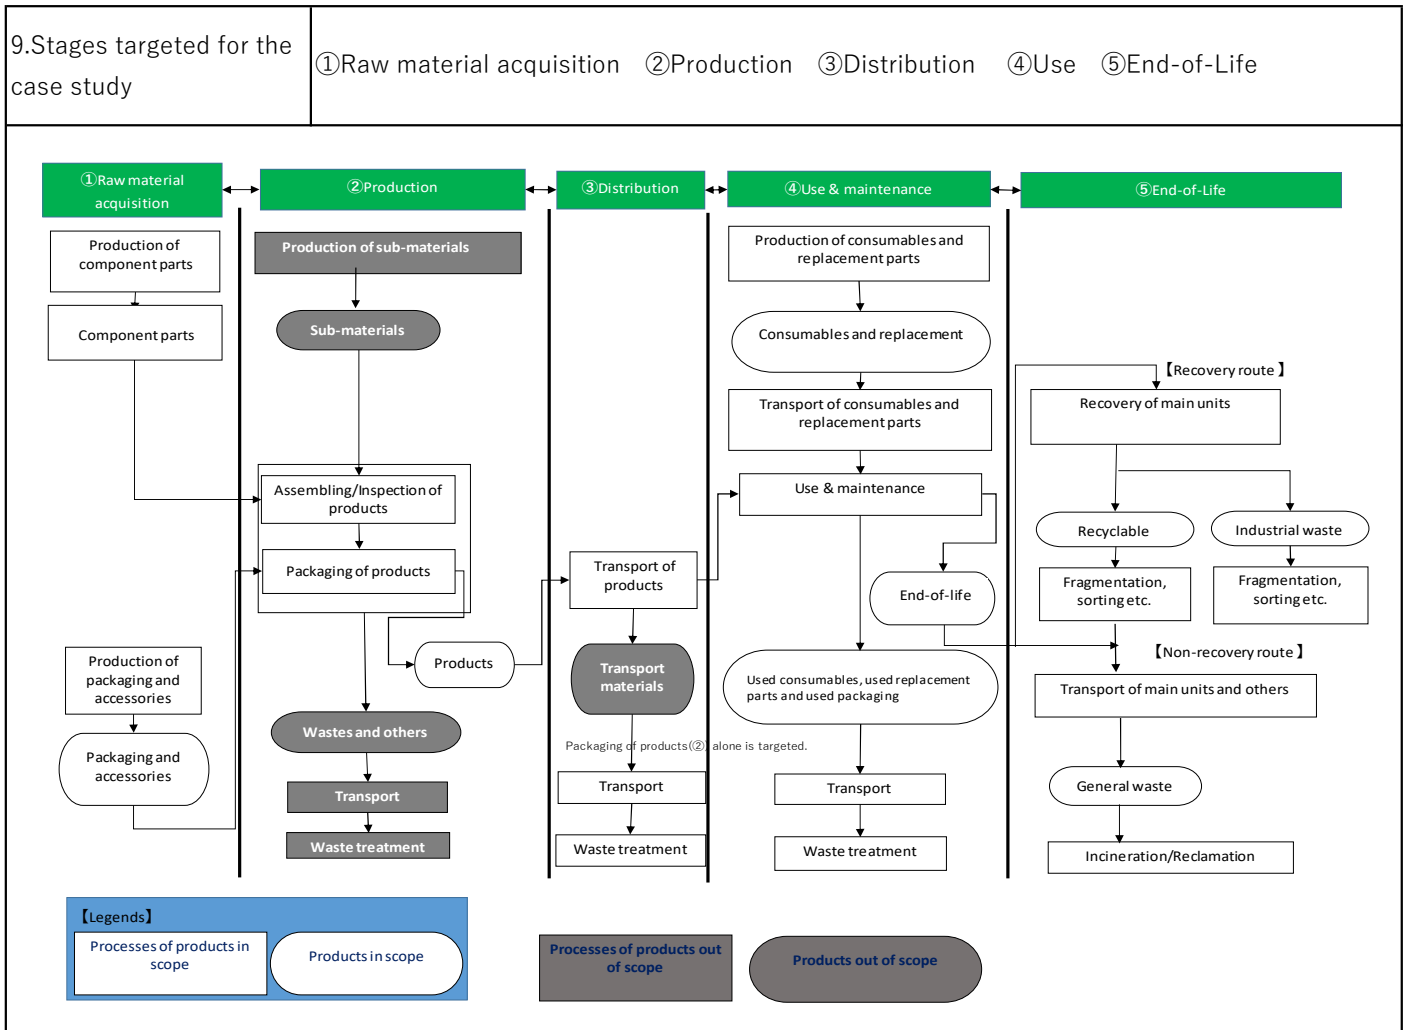 9.Stages targeted for the
case study
①Raw material acquisition ②Production ③Distribution ④Use ⑤End-of-Life
①Raw material
acquisition
②Production
③Distribution
④Use & maintenance
⑤End-of-Life
Production of
component parts
Component parts
Production of
packaging and
accessories
Packaging and
accessories
Production of sub-materials
Sub-materials
Assembling/Inspection of
products
Packaging of products
Products
Wastes and others
Transport
Waste treatment
Transport of
products
Transport
materials
Packaging of products(②) alone is targeted.
Transport
Waste treatment
Production of consumables and
replacement parts
Consumables and replacement
Transport of consumables and
replacement parts
Use & maintenance
End-of-life
Used consumables, used replacement
parts and used packaging
Transport
Waste treatment
【Recovery route】
Recovery of main units
Recyclable
Industrial waste
Fragmentation,
sorting etc.
Fragmentation,
sorting etc.
【Non-recovery route】
Transport of main units and others
General waste
Incineration/Reclamation
【Legends】
Processes of products in
scope
Products in scope
Processes of products out
of scope
Products out of scope